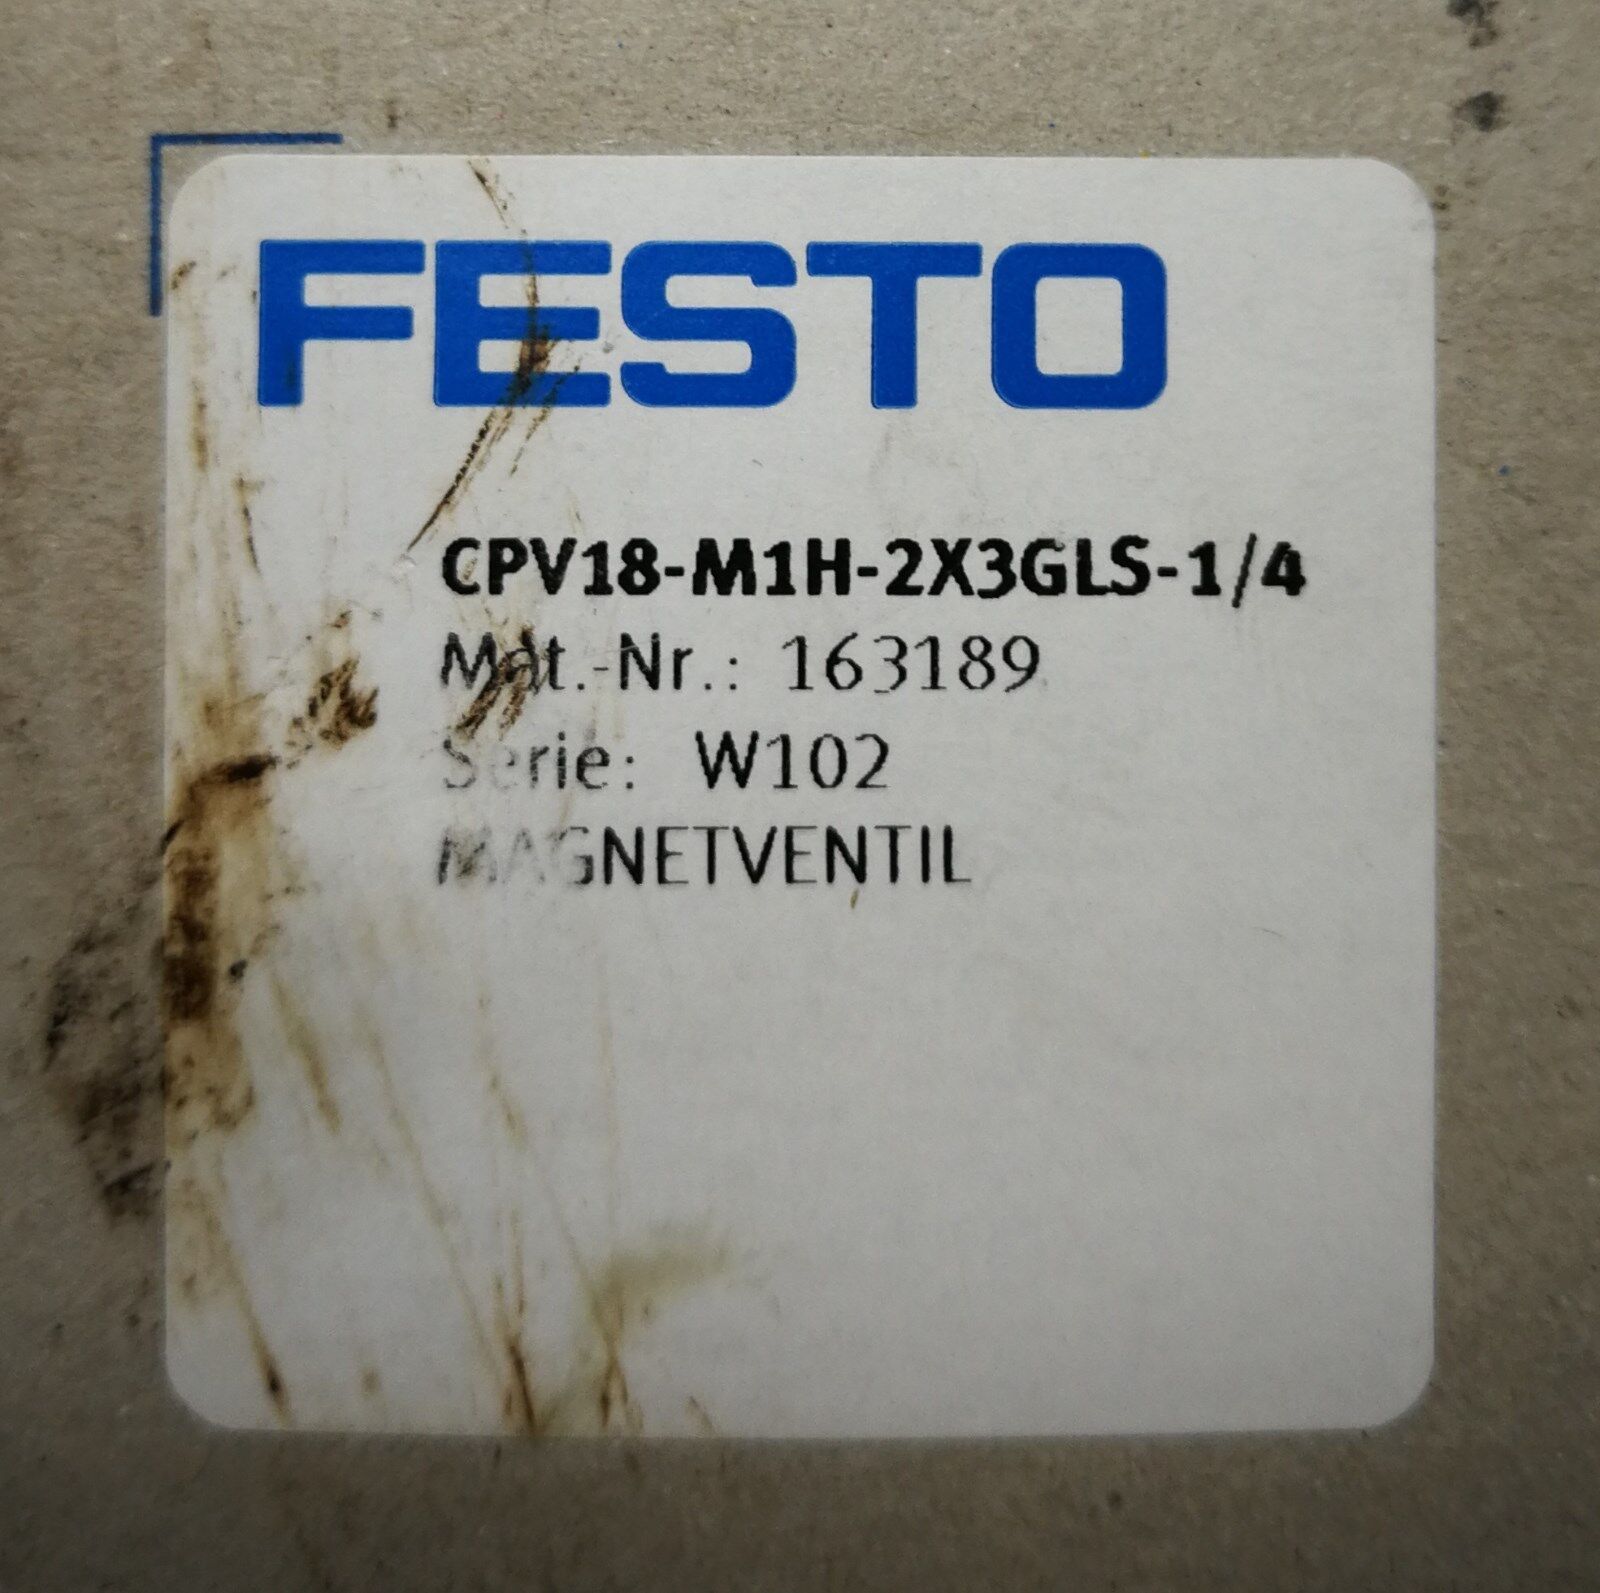 FESTO
CPV18-M1H-2X3GLS-1/4
Mat.-Nr.: 163189
Serie: W102
MAGNETVENTIL